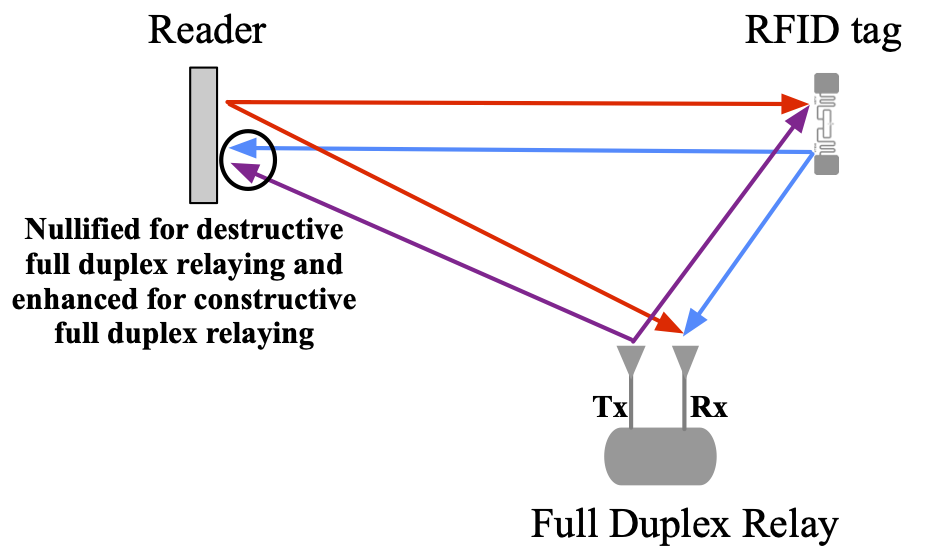 Reader
RFID tag
Nullified for destructive
full duplex relaying and
enhanced for constructive
full duplex relaying
Tx
Rx
Full Duplex Relay